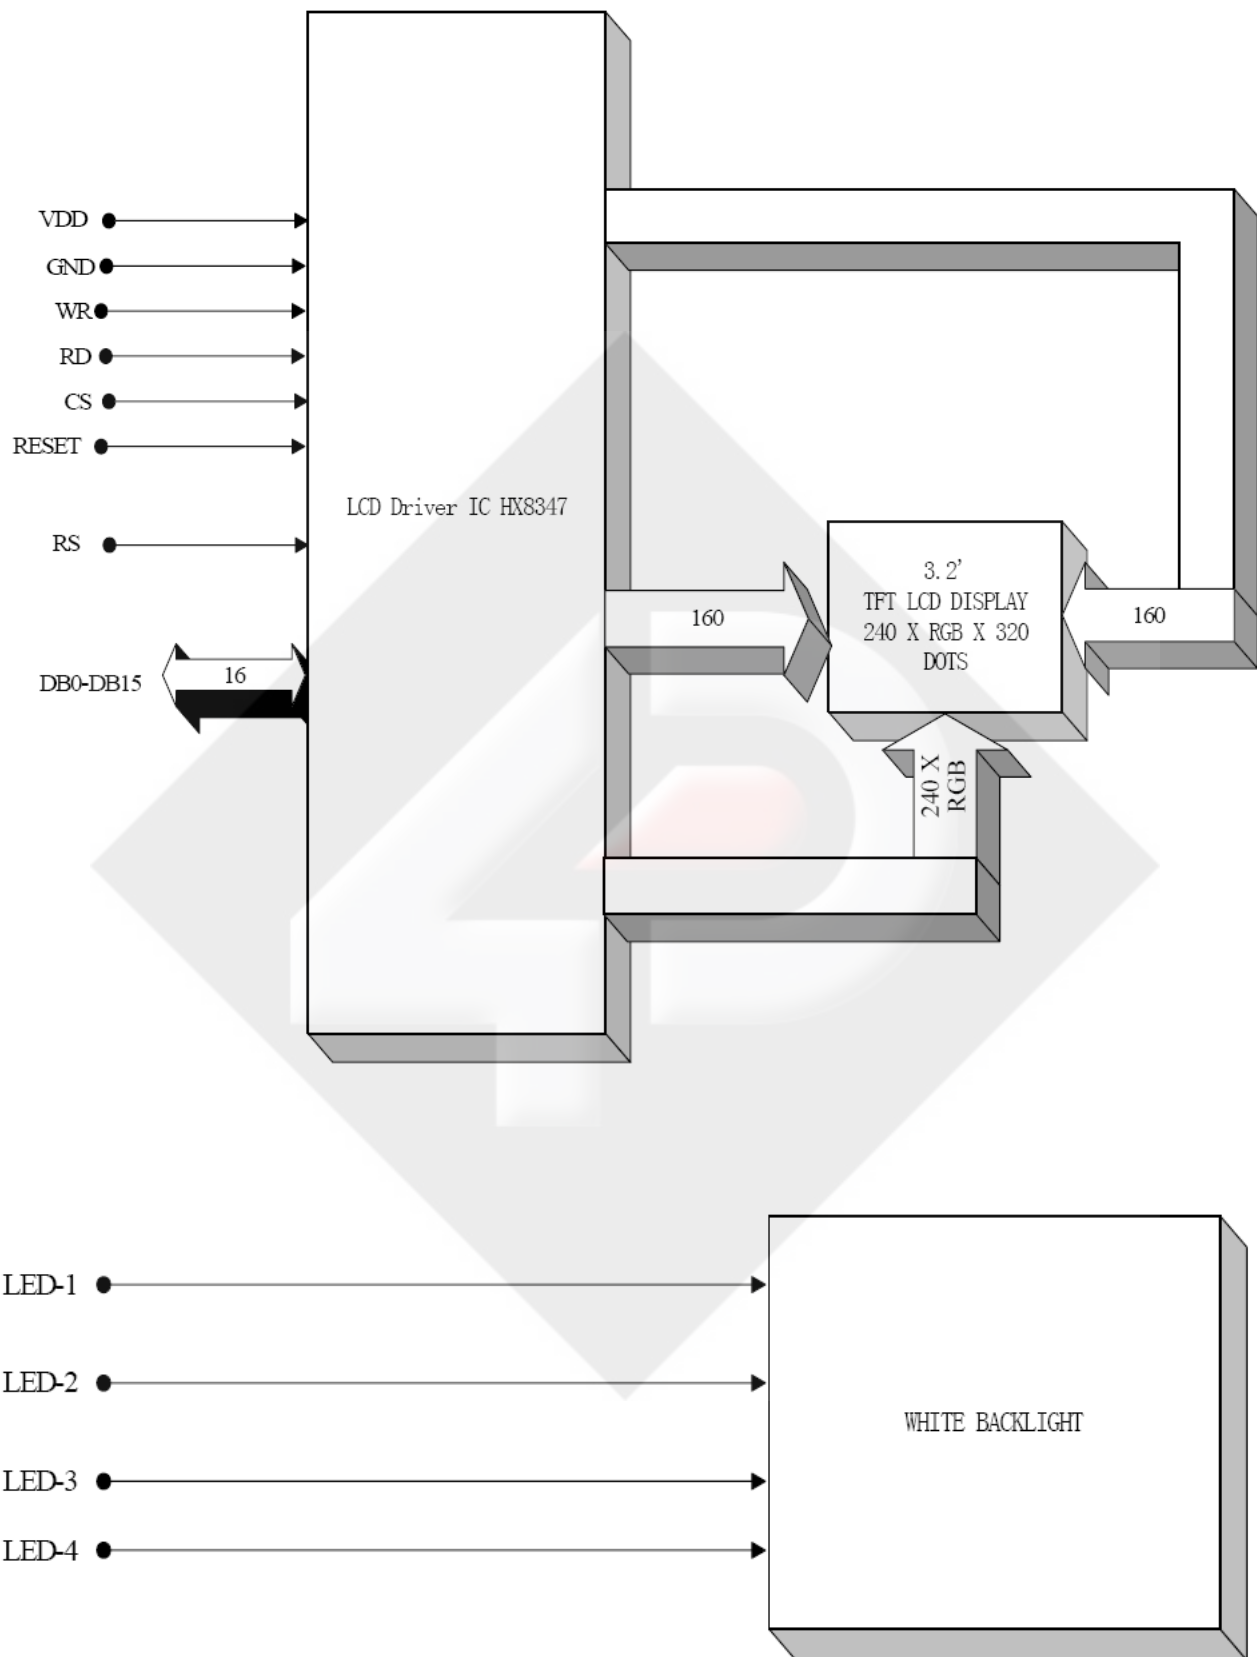 VDD
GND
WR
RD
CS
RESET
LCD Driver IC HX8347
RS
3.2'
TFT LCD DISPLAY
240 X RGB X 320
DOTS
160
160
DB0-DB15
16
240 X
RGB
LED-1
LED-2
WHITE BACKLIGHT
LED-3
LED-4